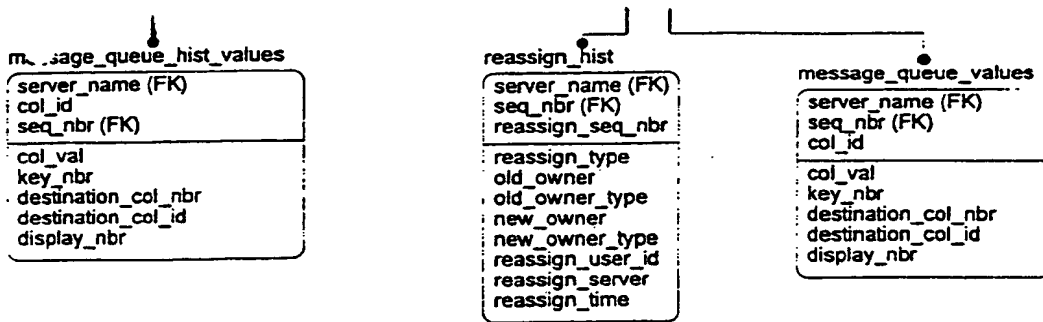 message_queue_hist_values
server_name (FK)
col_id
seq_nbr (FK)
col_val
key_nbr
destination_col_nbr
destination_col_id
display_nbr
reassign_hist
server_name (FK)
seq_nbr (FK)
reassign_seq_nbr
reassign_type
old_owner
old_owner_type
new_owner
new_owner_type
reassign_user_id
reassign_server
reassign_time
message_queue_values
server_name (FK)
seq_nbr (FK)
col_id
col_val
key_nbr
destination_col_nbr
destination_col_id
display_nbr